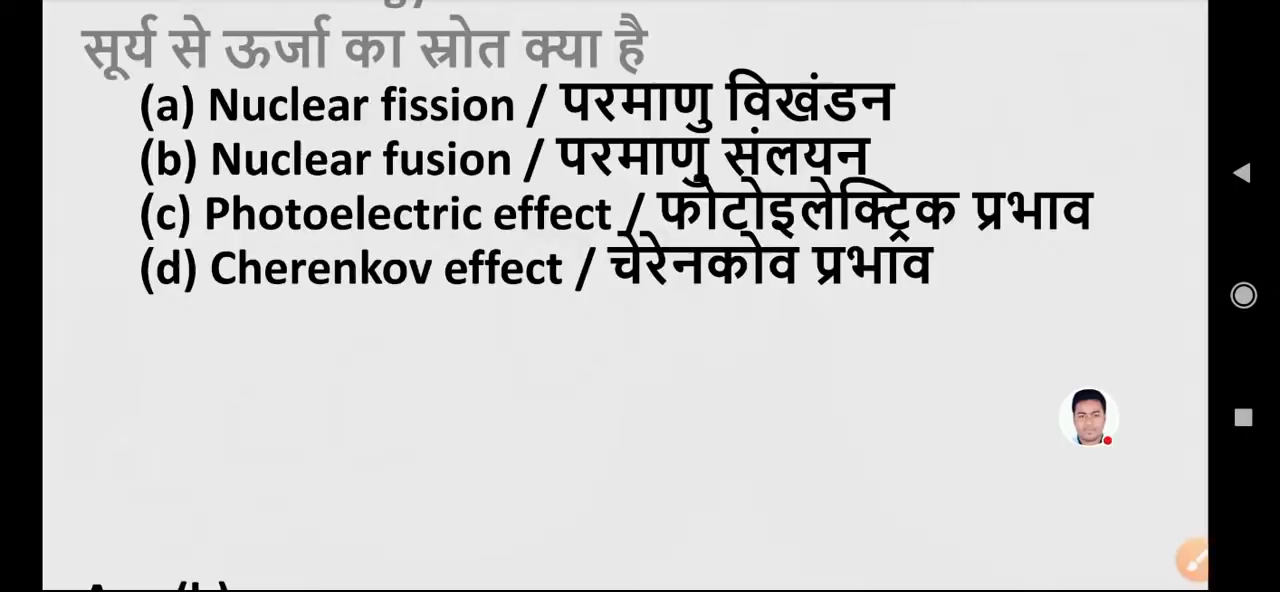 सूर्य से ऊर्जा का स्रोत क्या है
(a) Nuclear fission / परमाणु विखंडन
(b) Nuclear fusion / परमाणु संलयन
(c) Photoelectric effect / फोटोइलेक्ट्रिक प्रभाव
(d) Cherenkov effect / चेरेनकोव प्रभाव